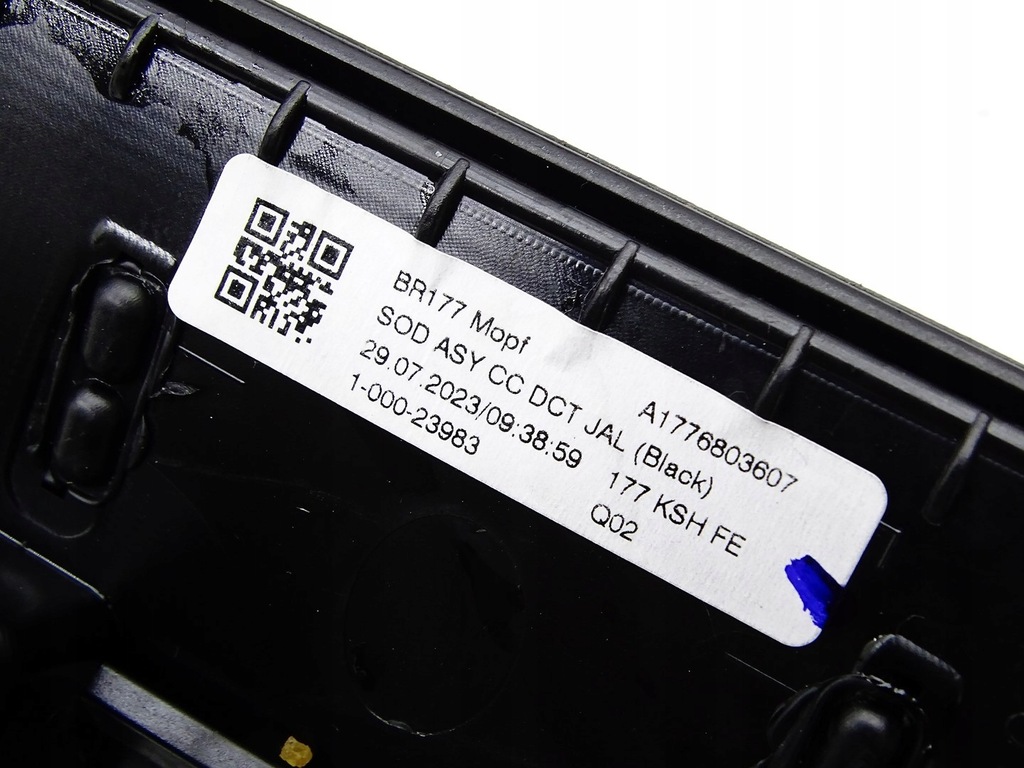 BR177 Mopf A1776803607
SOD ASY CC DCT JAL (Black)
29.07.2023/09:38:59 177 KSH FE
1-000-23983 Q02